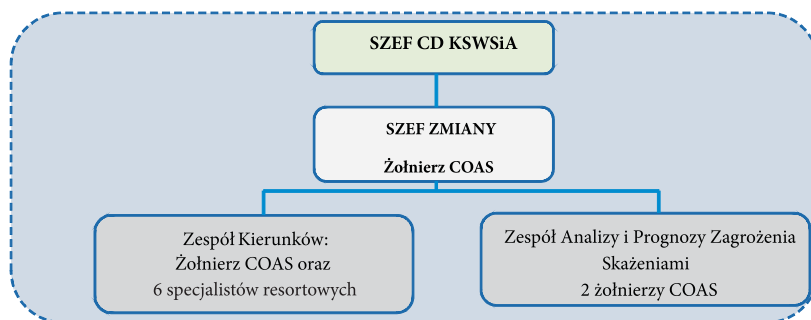 SZEF CD KSWSiA
SZEF ZMIANY
Żołnierz COAS
Zespół Kierunków:
Żołnierz COAS oraz
6 specjalistów resortowych
Zespół Analizy i Prognozy Zagrożenia
Skażeniami
2 żołnierzy COAS